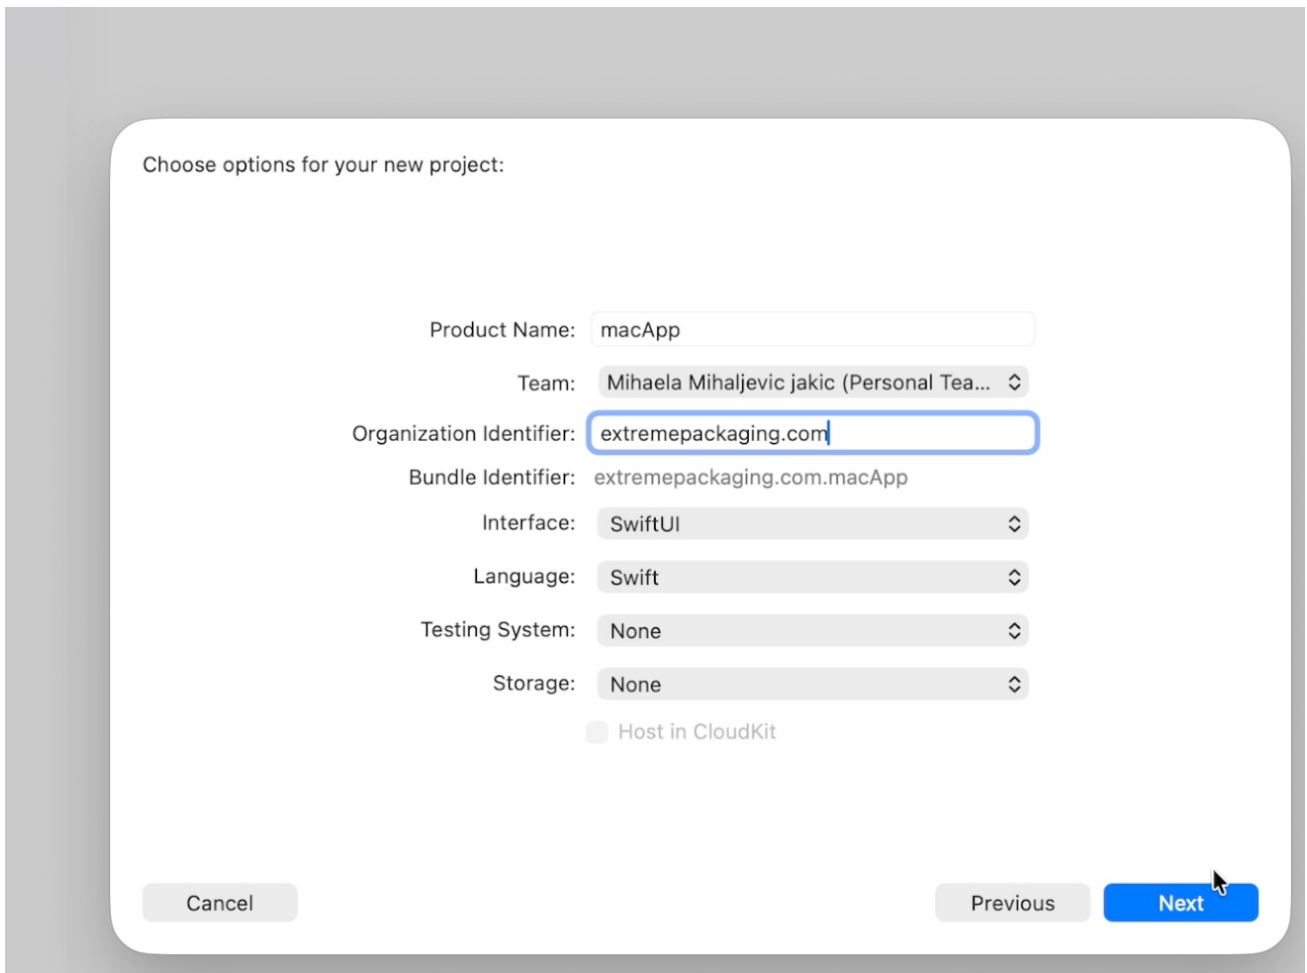 Choose options for your new project:
Product Name: macApp
Team: Mihaela Mihaljevic jakic (Personal Tea...
Organization Identifier: extremepackaging.com
Bundle Identifier: extremepackaging.com.macApp
Interface: SwiftUI
Language: Swift
Testing System: None
Storage: None
Host in CloudKit
Cancel Previous Next